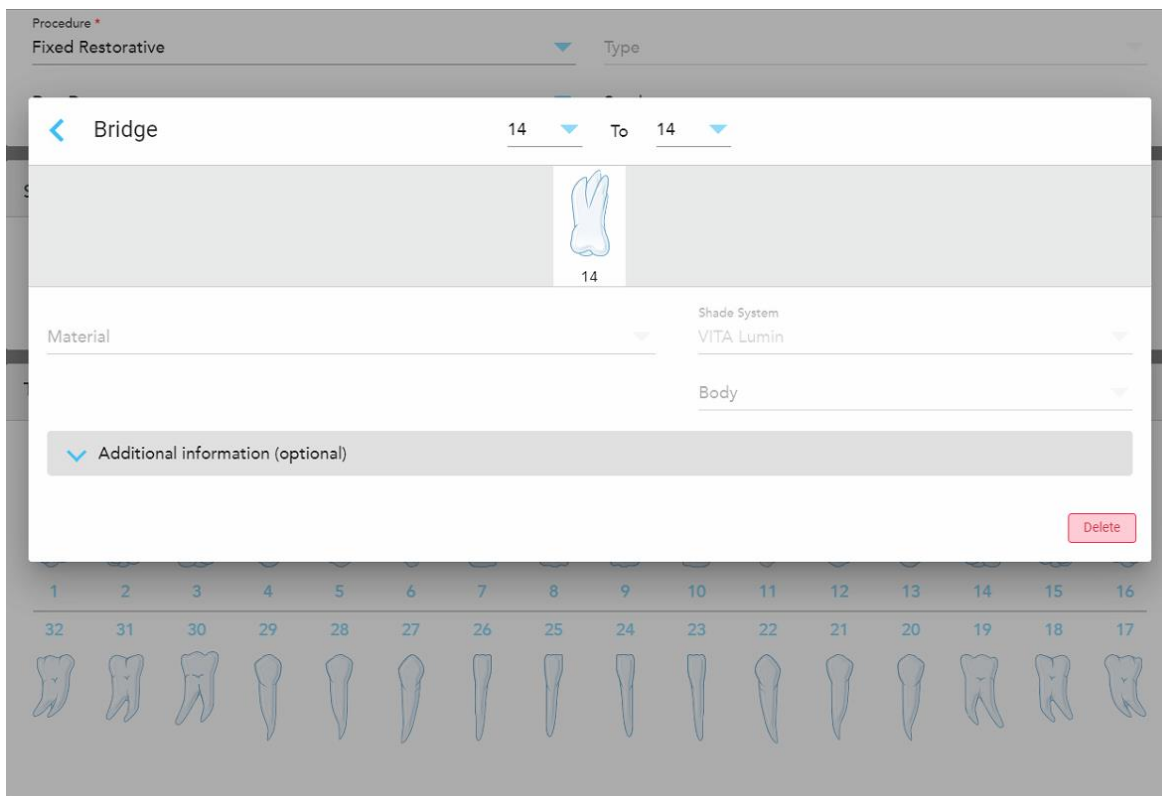 Procedure *
Fixed Restorative
Type
Bridge
14 To 14
14
Material
Shade System
VITA Lumin
Body
Additional information (optional)
Delete
1 2 3 4 5 6 7 8 9 10 11 12 13 14 15 16
32 31 30 29 28 27 26 25 24 23 22 21 20 19 18 17